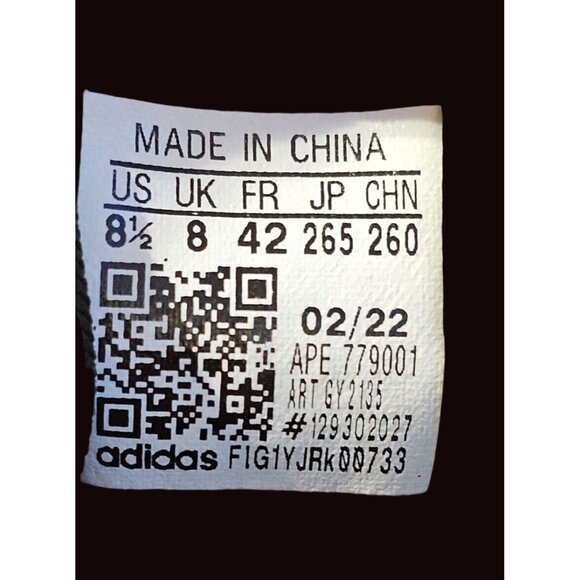 MADE IN CHINA
US UK FR JP CHN
8½ 8 42 265 260
02/22
APE 779001
ART GY2135
#129302027
adidas FIG1YJRk00733